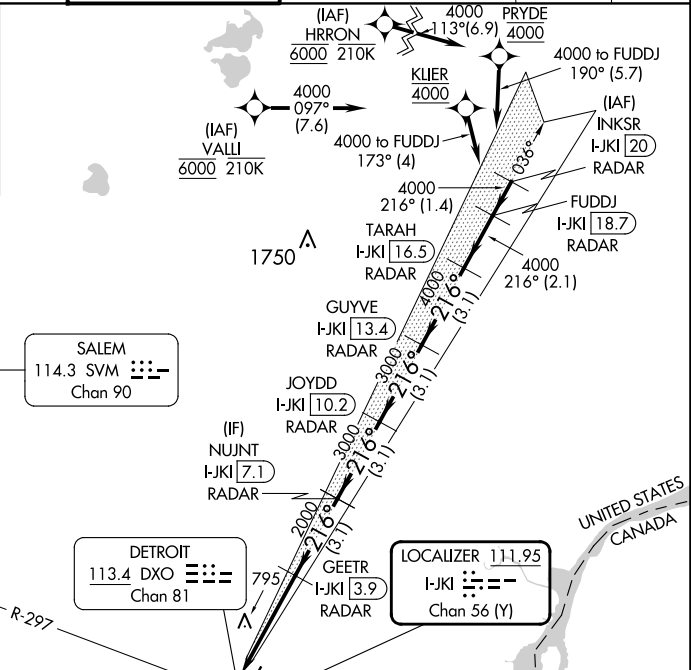 (IAF)
HRRON
6000 210K
4000
113°(6.9)
PRYDE
4000
4000 to FUDDJ
190° (5.7)
KLIER
4000
4000
097°
(7.6)
(IAF)
VALLI
6000 210K
4000 to FUDDJ
173° (4)
(IAF)
INKSR
I-JKI 20
RADAR
036°
4000
216° (1.4)
FUDDJ
I-JKI 18.7
RADAR
TARAH
I-JKI 16.5
RADAR
4000
216° (2.1)
1750
4000
216°
(3.1)
GUYVE
I-JKI 13.4
RADAR
3000
216°
(3.1)
SALEM
114.3 SVM
Chan 90
JOYDD
I-JKI 10.2
RADAR
3000
216°
(3.1)
(IF)
NUJNT
I-JKI 7.1
RADAR
2000
216°
(3.1)
UNITED STATES
CANADA
DETROIT
113.4 DXO
Chan 81
795
GEETR
I-JKI 3.9
RADAR
LOCALIZER 111.95
I-JKI
Chan 56 (Y)
R-297